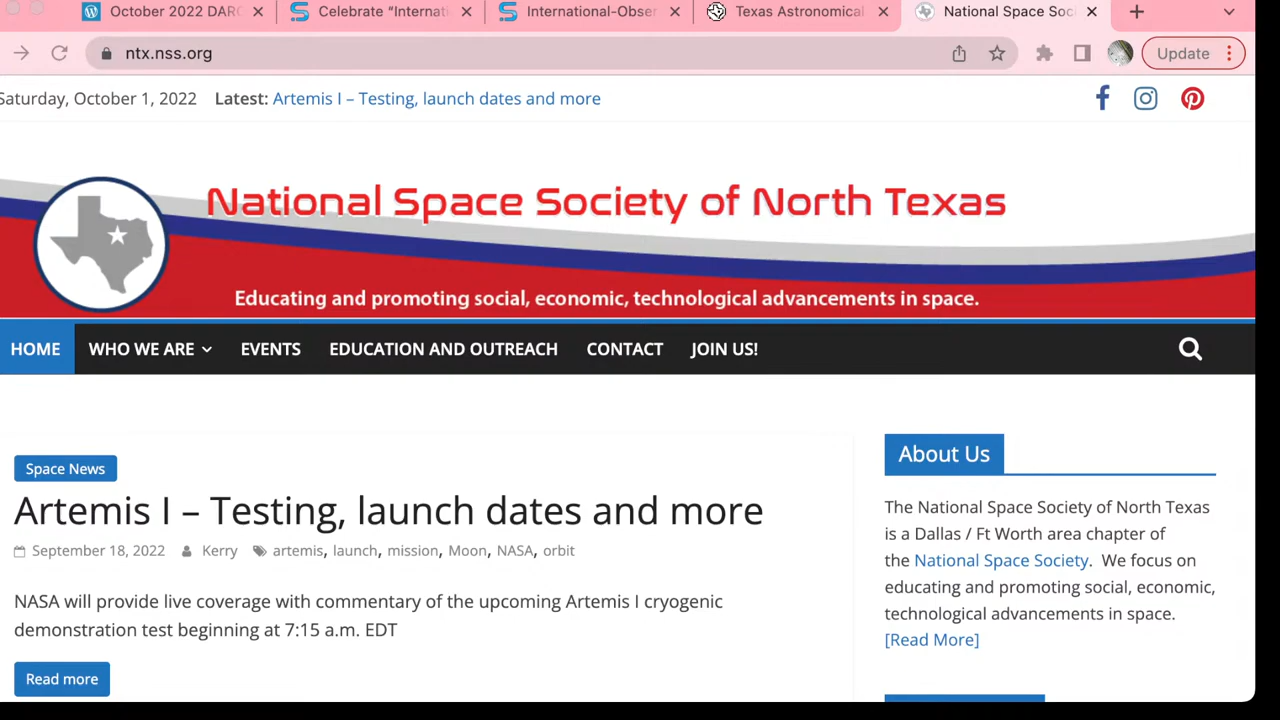 October 2022 DARC
Celebrate “Internati
International-Obser
Texas Astronomical
National Space Soci
ntx.nss.org
Update
Saturday, October 1, 2022
Latest: Artemis I – Testing, launch dates and more
National Space Society of North Texas
Educating and promoting social, economic, technological advancements in space.
HOME
WHO WE ARE
EVENTS
EDUCATION AND OUTREACH
CONTACT
JOIN US!
Space News
Artemis I – Testing, launch dates and more
September 18, 2022 Kerry artemis, launch, mission, Moon, NASA, orbit
NASA will provide live coverage with commentary of the upcoming Artemis I cryogenic
demonstration test beginning at 7:15 a.m. EDT
Read more
About Us
The National Space Society of North Texas
is a Dallas / Ft Worth area chapter of
the National Space Society. We focus on
educating and promoting social, economic,
technological advancements in space.
[Read More]